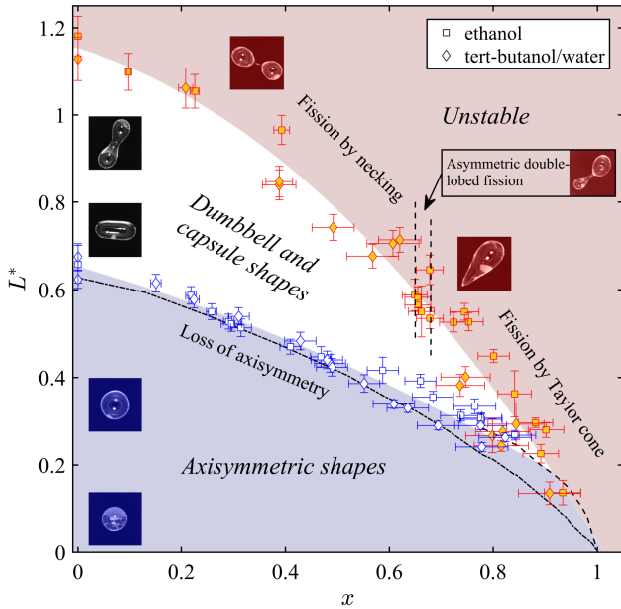 1.2
1
0.8
0.6
0.4
0.2
0
L*
0
0.2
0.4
0.6
0.8
1
x
ethanol
tert-butanol/water
Unstable
Asymmetric double-
lobed fission
Fission by necking
Fission by Taylor cone
Dumbbell and
capsule shapes
Loss of axisymmetry
Axisymmetric shapes